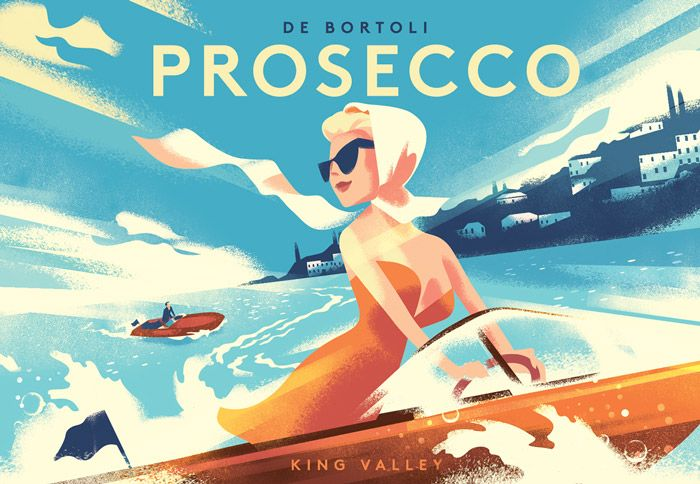 DE BORTOLI
PROSECCO
KING VALLEY